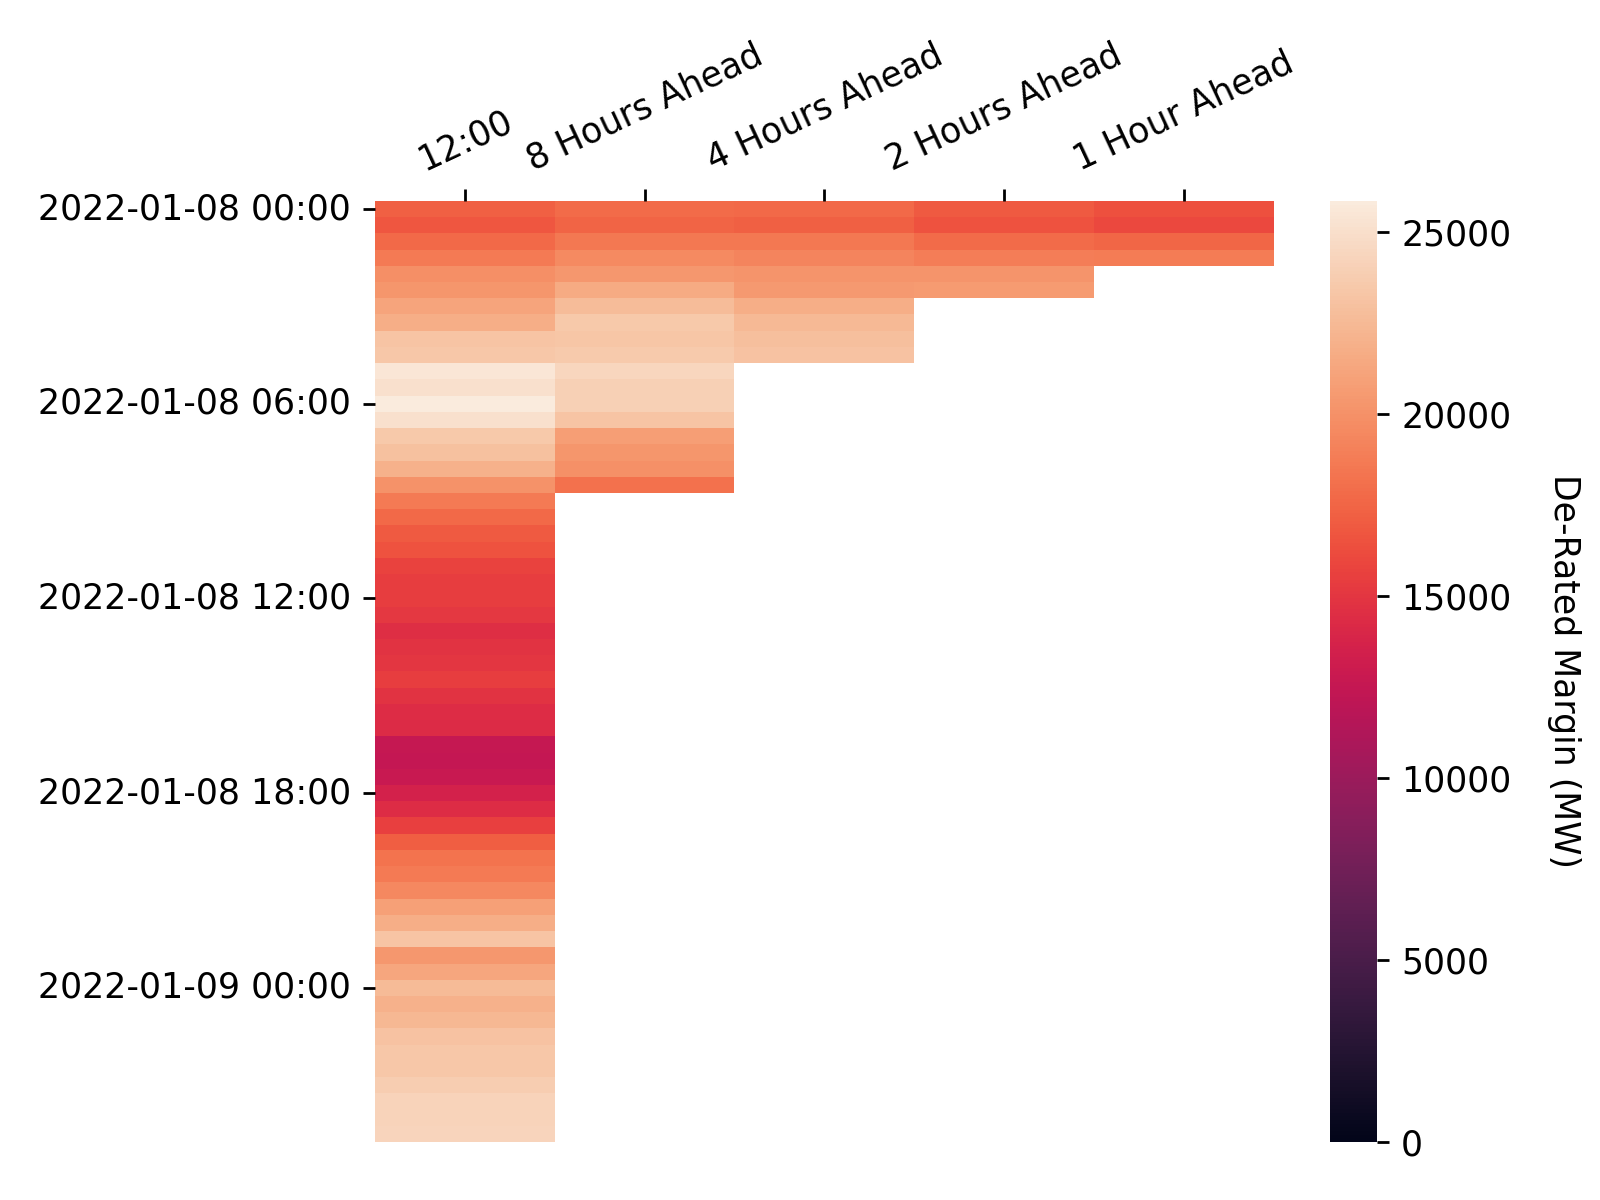 12:00
8 Hours Ahead
4 Hours Ahead
2 Hours Ahead
1 Hour Ahead
2022-01-08 00:00
2022-01-08 06:00
2022-01-08 12:00
2022-01-08 18:00
2022-01-09 00:00
25000
20000
15000
10000
5000
0
De-Rated Margin (MW)